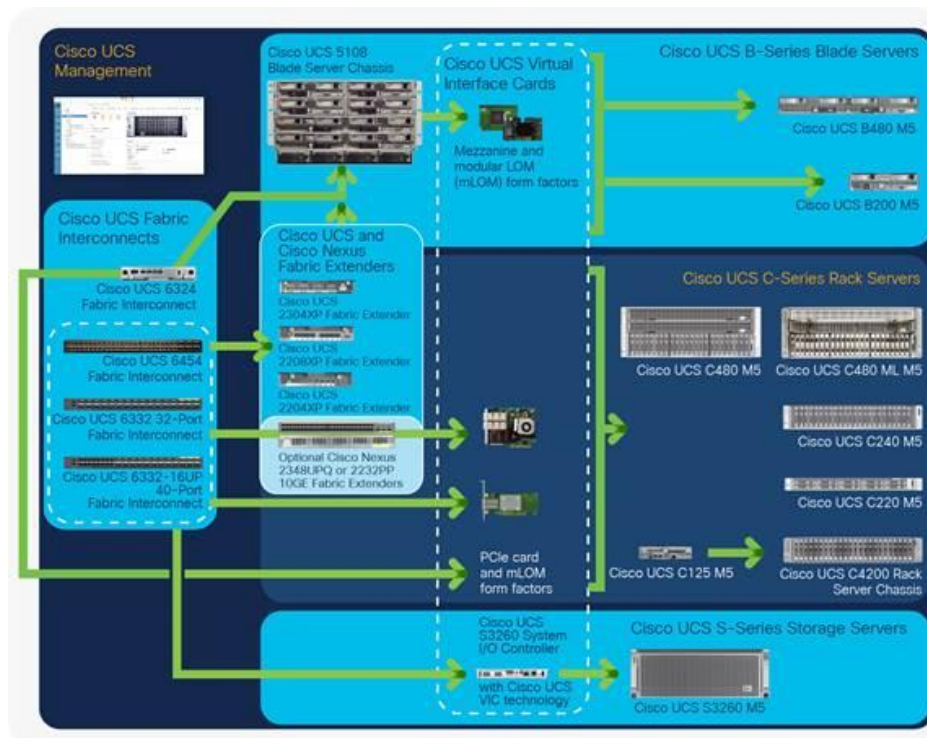 Cisco UCS
Management
Cisco UCS 5108
Blade Server Chassis
Cisco UCS Virtual
Interface Cards
Mezzanine and
modular LOM
(mLOM) form factors
Cisco UCS B-Series Blade Servers
Cisco UCS B480 M5
Cisco UCS B200 M5
Cisco UCS Fabric
Interconnects
Cisco UCS 6324
Fabric Interconnect
Cisco UCS 6454
Fabric Interconnect
Cisco UCS 6332 32-Port
Fabric Interconnect
Cisco UCS 6332-16UP
40-Port
Fabric Interconnect
Cisco UCS and
Cisco Nexus
Fabric Extenders
Cisco UCS
2304XP Fabric Extender
Cisco UCS
2208XP Fabric Extender
Cisco UCS
2204XP Fabric Extender
Optional Cisco Nexus
2348UPQ or 2232PP
10GE Fabric Extenders
PCIe card
and mLOM
form factors
Cisco UCS C-Series Rack Servers
Cisco UCS C480 M5
Cisco UCS C480 ML M5
Cisco UCS C240 M5
Cisco UCS C220 M5
Cisco UCS C125 M5
Cisco UCS C4200 Rack
Server Chassis
Cisco UCS
S3260 System
I/O Controller
with Cisco UCS
VIC technology
Cisco UCS S-Series Storage Servers
Cisco UCS S3260 M5